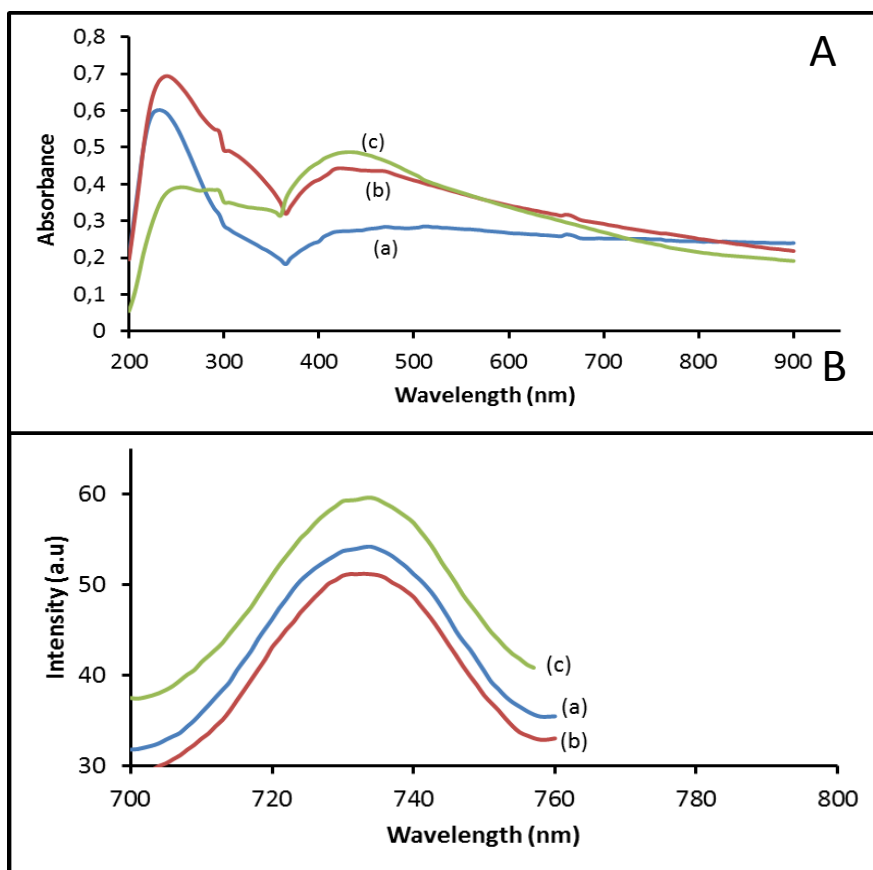 A
0,8
0,7
0,6
0,5
0,4
0,3
0,2
0,1
0
Absorbance
(c)
(b)
(a)
200 300 400 500 600 700 800 900
Wavelength (nm)
B
60
50
40
30
Intensity (a.u)
(c)
(a)
(b)
700 720 740 760 780 800
Wavelength (nm)